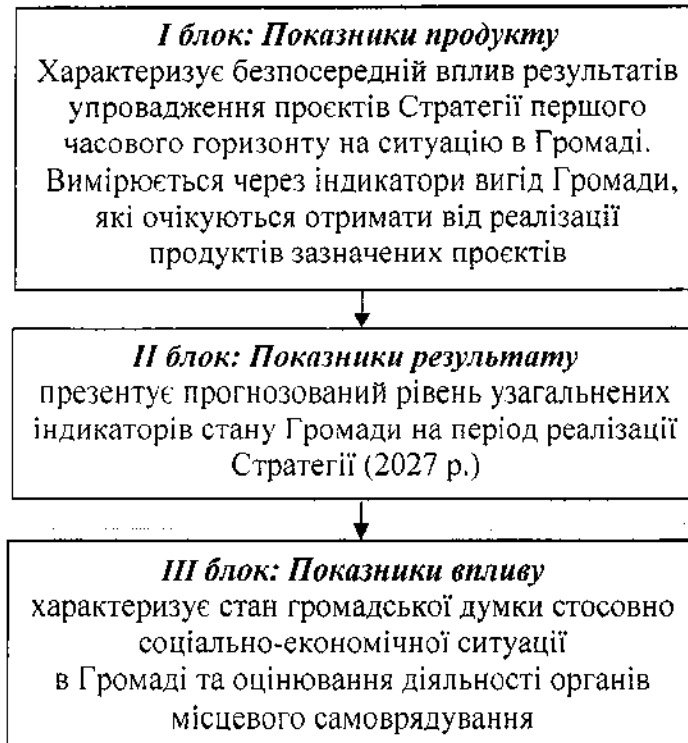 I блок: Показники продукту
Характеризує безпосередній вплив результатів
упровадження проєктів Стратегії першого
часового горизонту на ситуацію в Громаді.
Вимірюється через індикатори вигід Громади,
які очікуються отримати від реалізації
продуктів зазначених проєктів
II блок: Показники результату
презентує прогнозований рівень узагальнених
індикаторів стану Громади на період реалізації
Стратегії (2027 р.)
III блок: Показники впливу
характеризує стан громадської думки стосовно
соціально-економічної ситуації
в Громаді та оцінювання діяльності органів
місцевого самоврядування